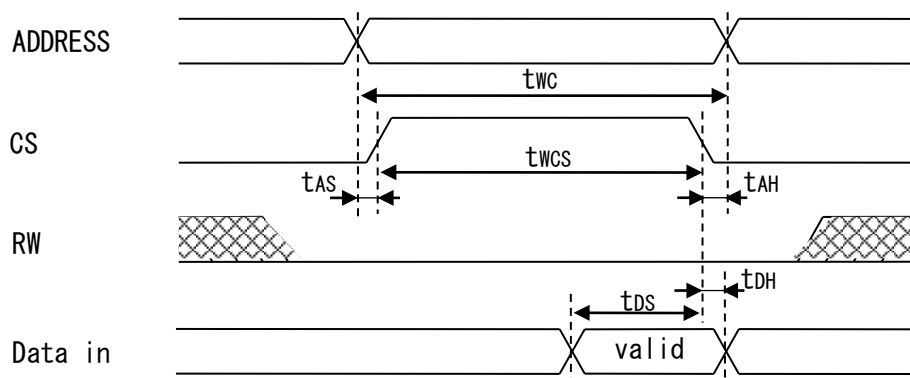 ADDRESS
tWC
CS
tWCS
tAS
tAH
RW
tDH
tDS
Data in
valid